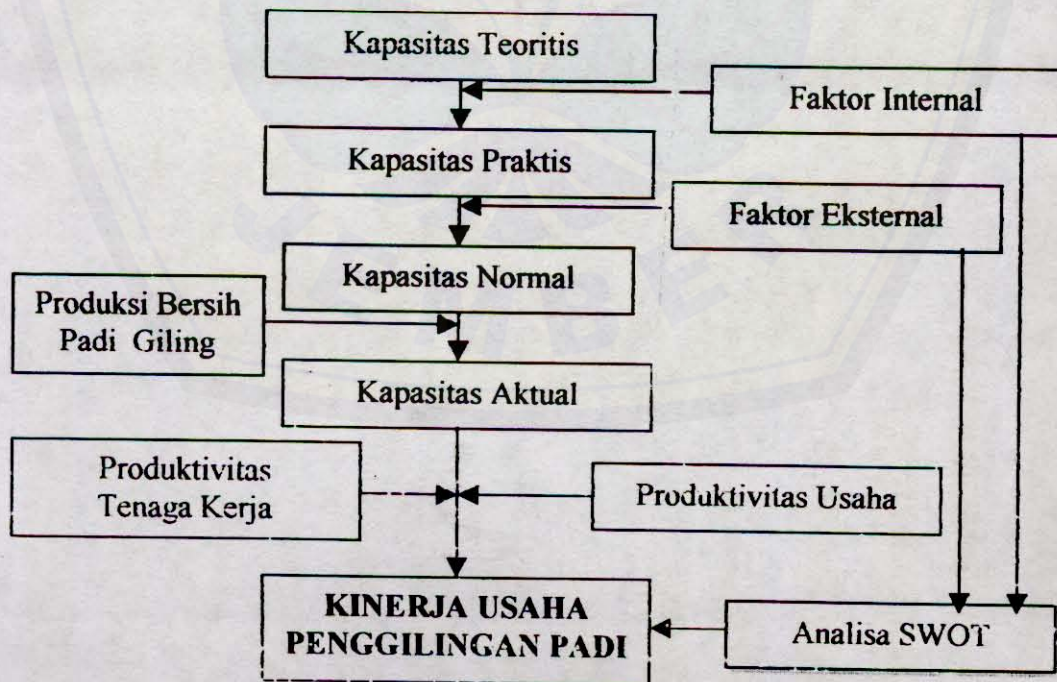 Kapasitas Teoritis
Faktor Internal
Kapasitas Praktis
Faktor Eksternal
Kapasitas Normal
Produksi Bersih
Padi Giling
Kapasitas Aktual
Produktivitas
Tenaga Kerja
Produktivitas Usaha
KINERJA USAHA
PENGGILINGAN PADI
Analisa SWOT